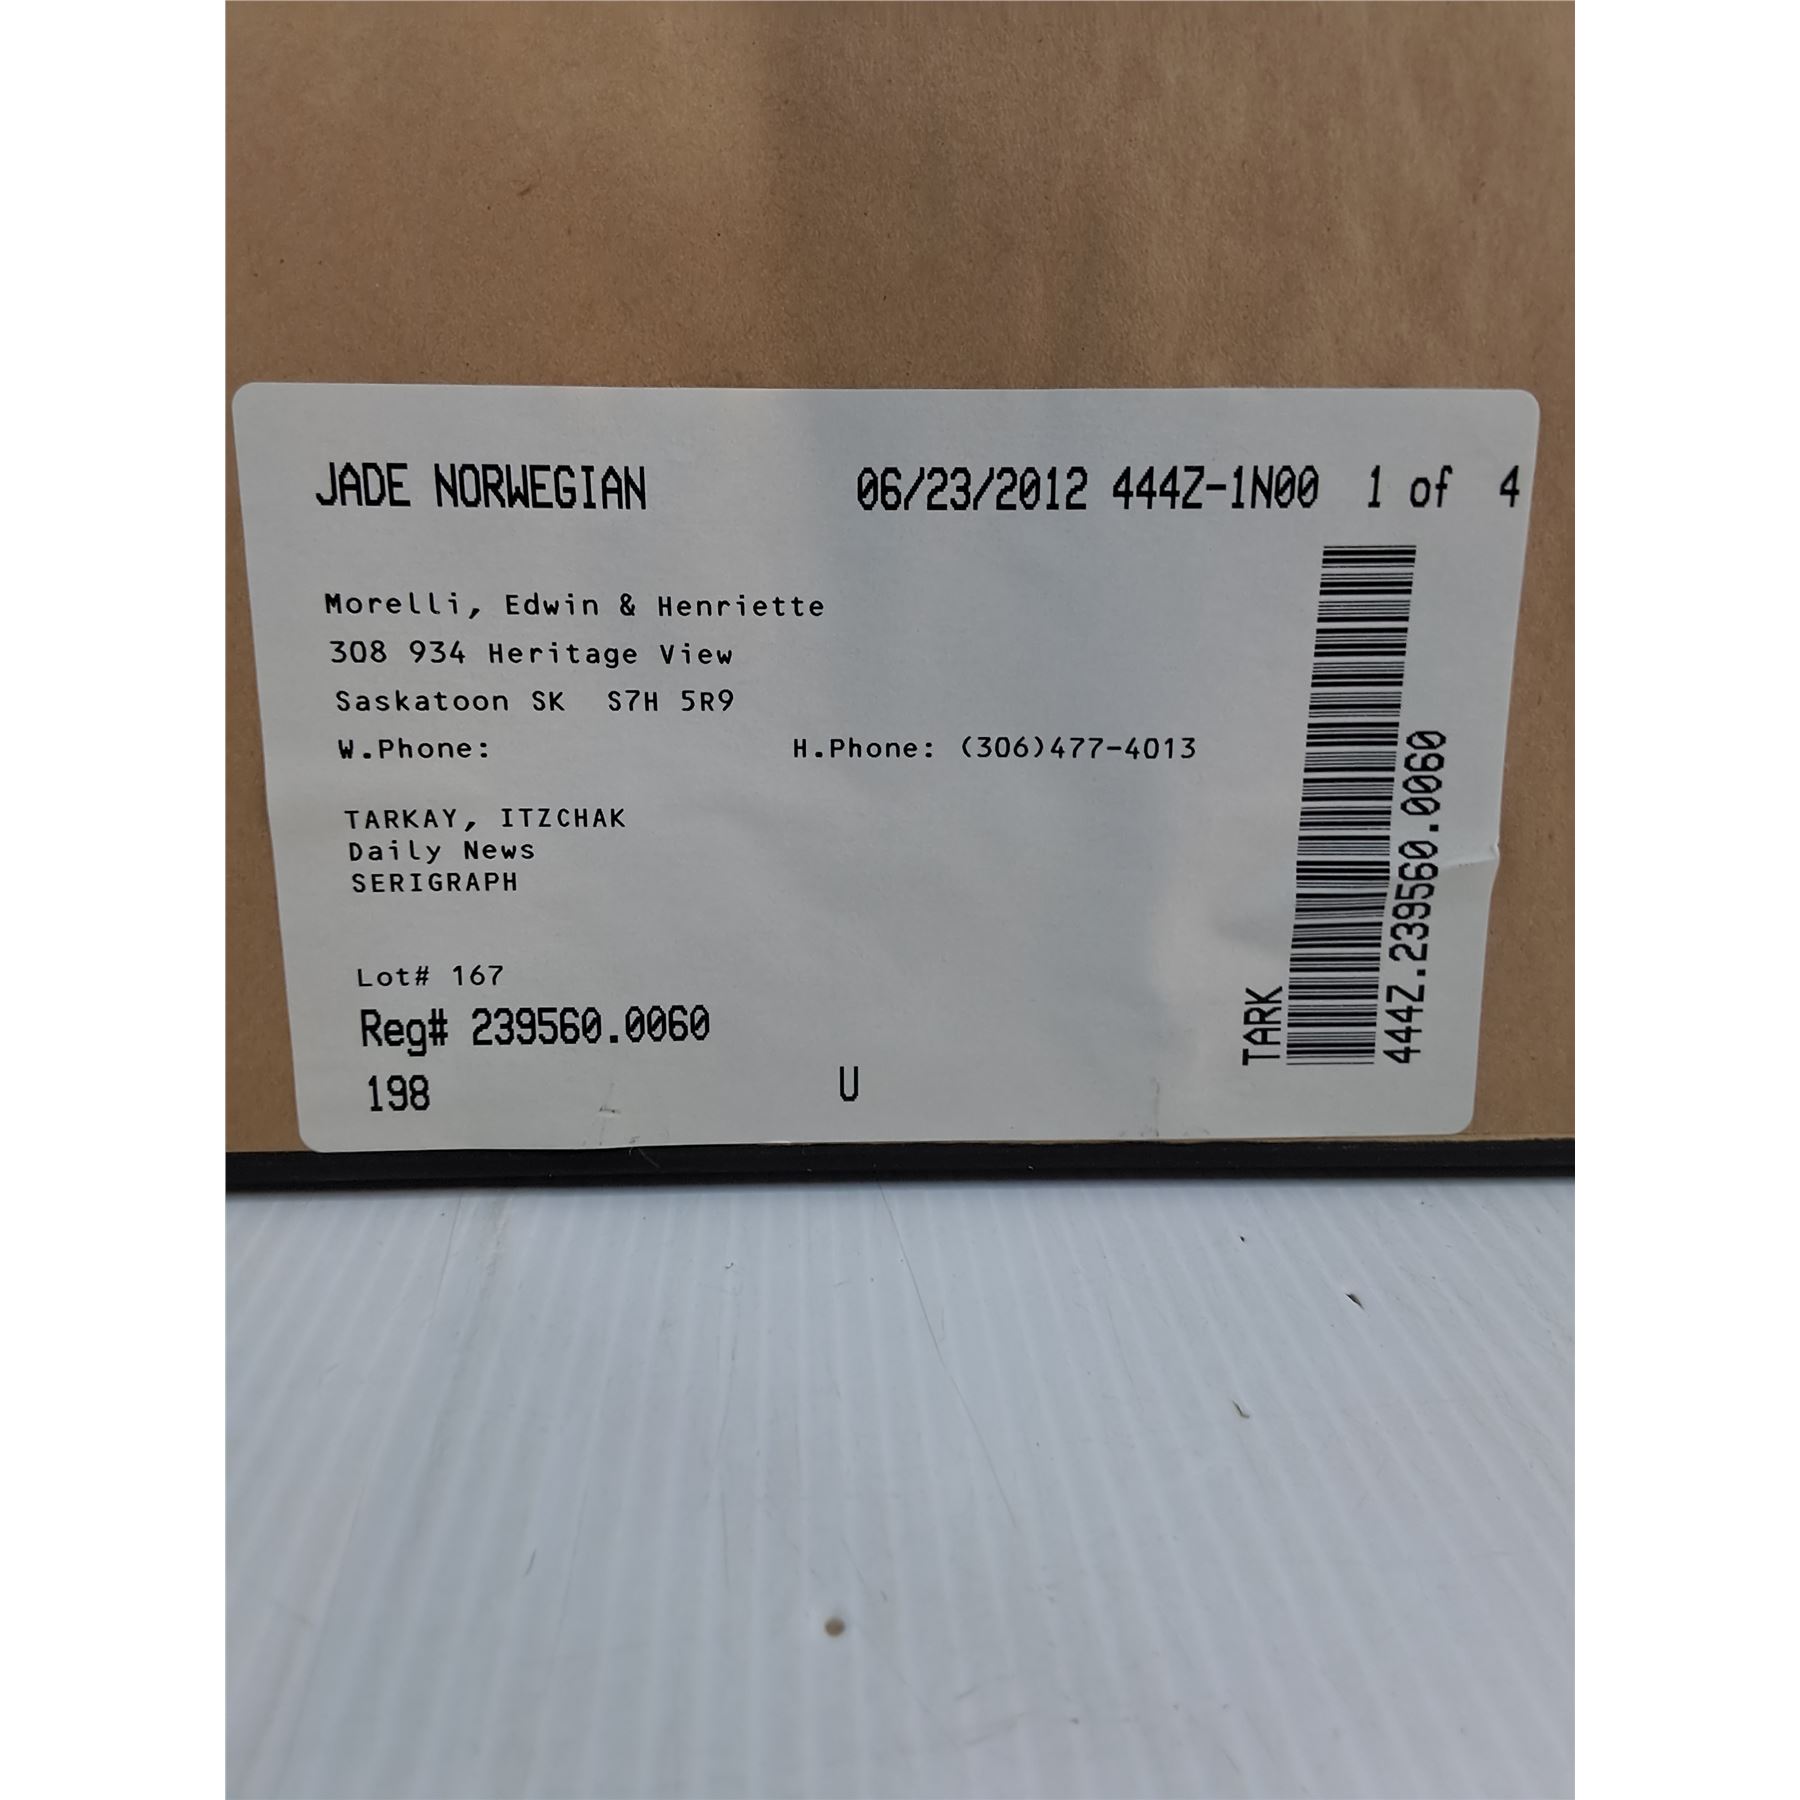 JADE NORWEGIAN 06/23/2012 444Z-1N00 1 of 4
Morelli, Edwin & Henriette
308 934 Heritage View
Saskatoon SK S7H 5R9
W.Phone: H.Phone: (306)477-4013
TARKAY, ITZCHAK
Daily News
SERIGRAPH
Lot# 167
Reg# 239560.0060
198 U
TARK
444Z.239560.0060